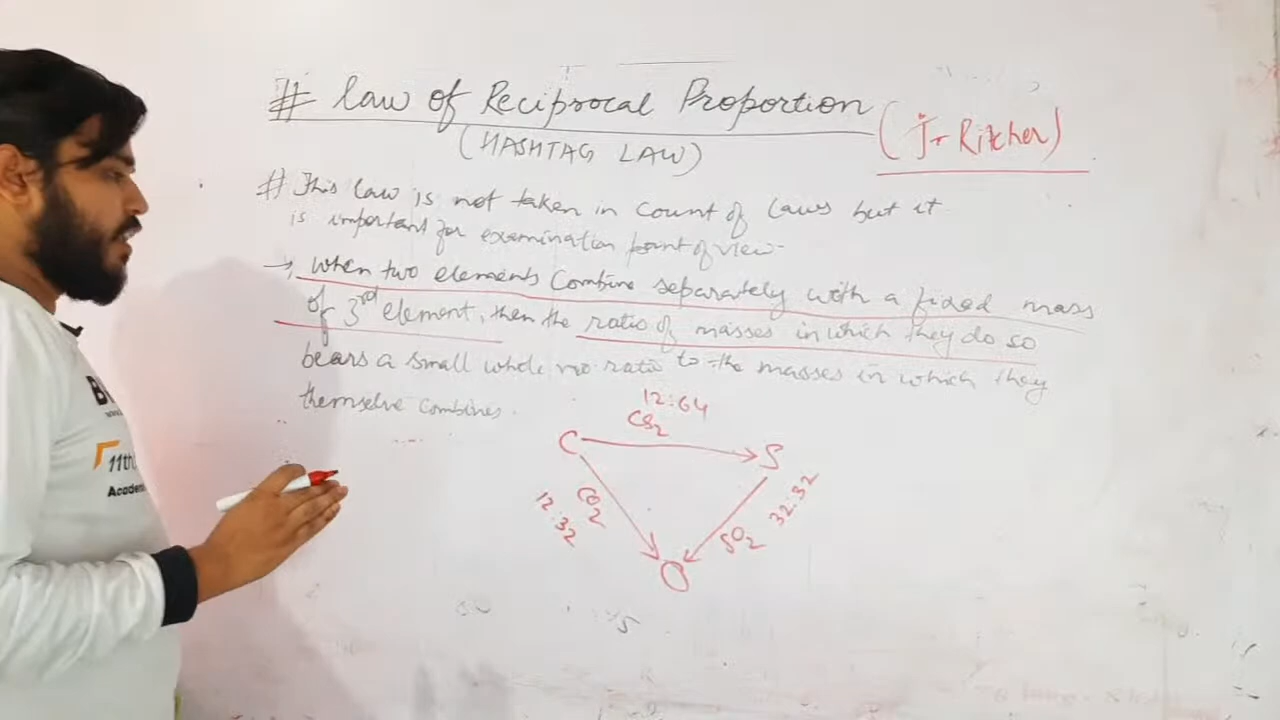 # Law of Reciprocal Proportion
(Jr Ritcher)
(HASHTAG LAW)
# This law is not taken in count of laws but it
is important for examination point of view
→ When two elements Combine separately with a fixed mass
of 3rd element, then the ratio of masses in which they do so
bears a small whole no ratio to the masses in which they
themselve combines.
12:64
CS2
C S
CO2
12:32
SO2
32:32
O
11th
Academ